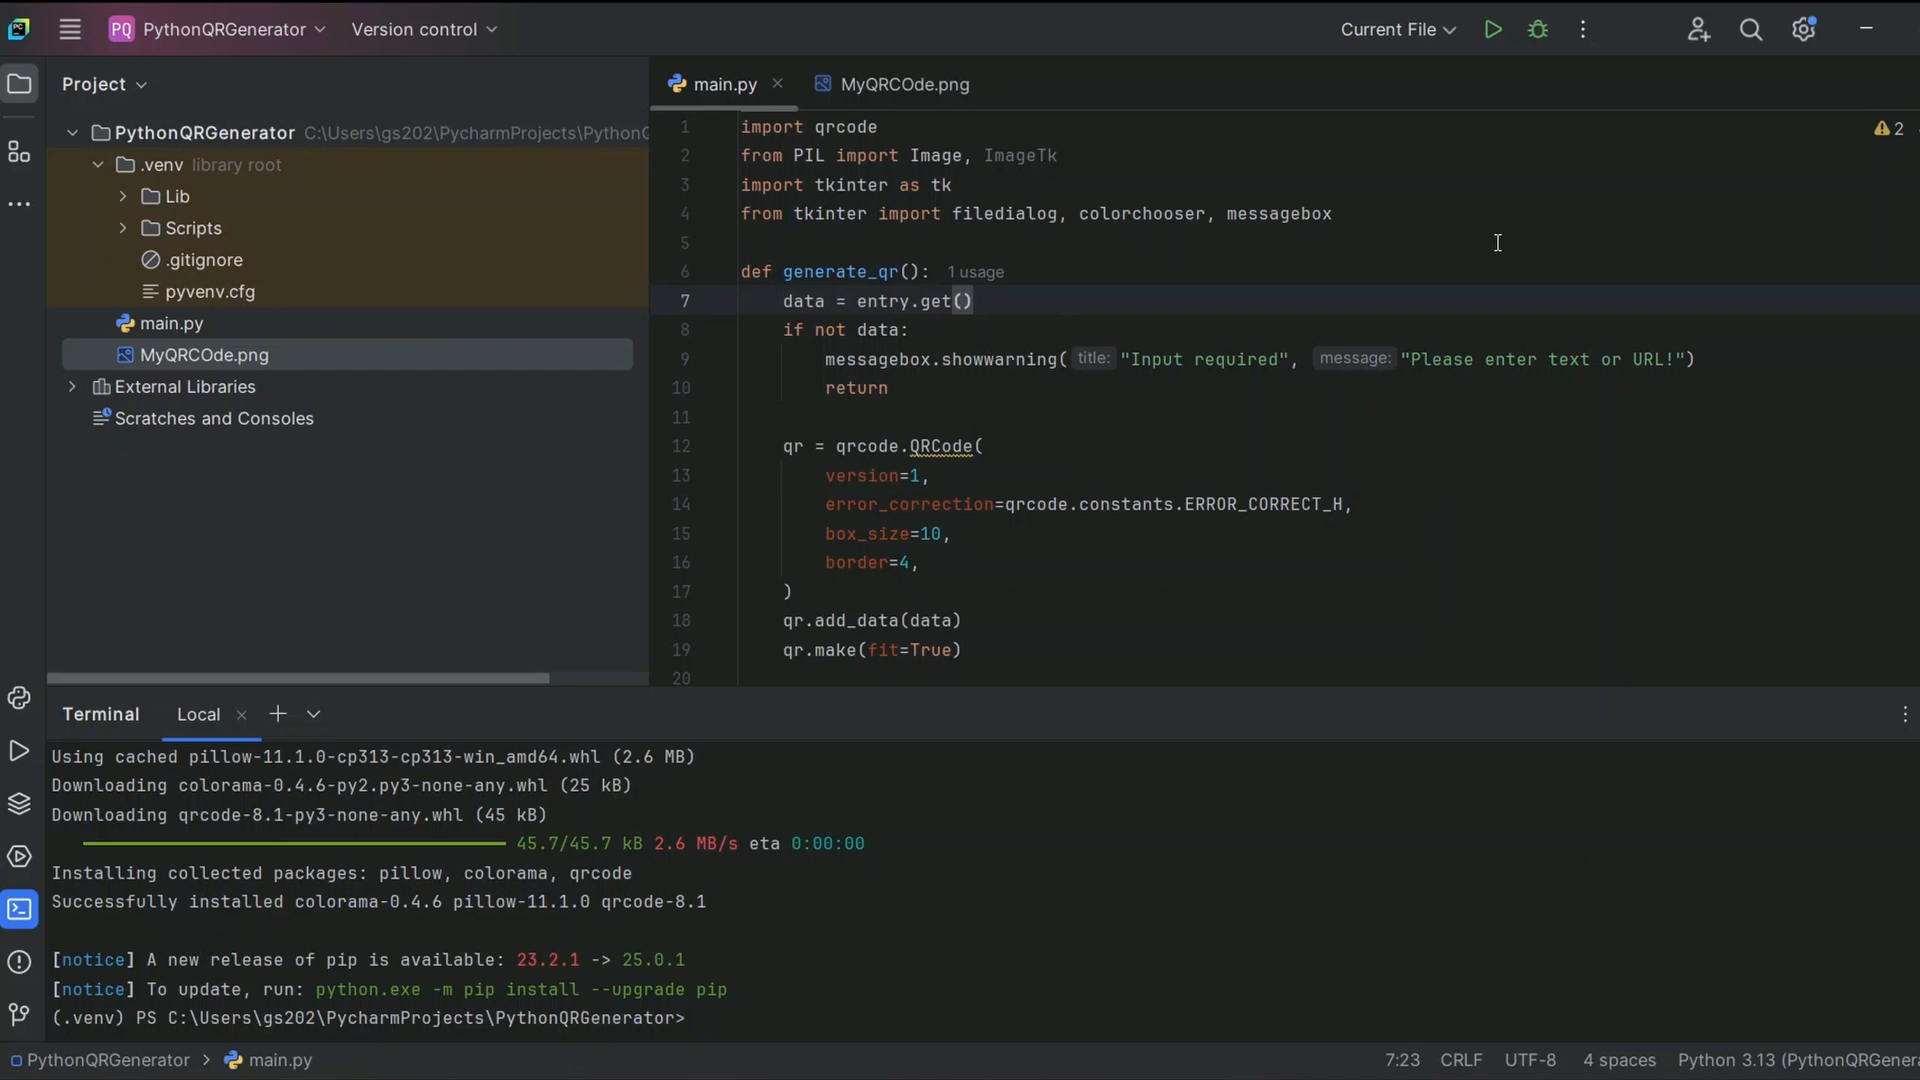 PC
PQ PythonQRGenerator Version control Current File
Project
PythonQRGenerator C:\Users\gs202\PycharmProjects\Python
.venv library root
Lib
Scripts
.gitignore
pyvenv.cfg
main.py
MyQRCOde.png
External Libraries
Scratches and Consoles
main.py MyQRCOde.png
2
1 import qrcode
2 from PIL import Image, ImageTk
3 import tkinter as tk
4 from tkinter import filedialog, colorchooser, messagebox
5
6 def generate_qr(): 1 usage
7 data = entry.get()
8 if not data:
9 messagebox.showwarning( title: "Input required", message: "Please enter text or URL!")
10 return
11
12 qr = qrcode.QRCode(
13 version=1,
14 error_correction=qrcode.constants.ERROR_CORRECT_H,
15 box_size=10,
16 border=4,
17 )
18 qr.add_data(data)
19 qr.make(fit=True)
20
Terminal Local
Using cached pillow-11.1.0-cp313-cp313-win_amd64.whl (2.6 MB)
Downloading colorama-0.4.6-py2.py3-none-any.whl (25 kB)
Downloading qrcode-8.1-py3-none-any.whl (45 kB)
45.7/45.7 kB 2.6 MB/s eta 0:00:00
Installing collected packages: pillow, colorama, qrcode
Successfully installed colorama-0.4.6 pillow-11.1.0 qrcode-8.1
[notice] A new release of pip is available: 23.2.1 -> 25.0.1
[notice] To update, run: python.exe -m pip install --upgrade pip
(.venv) PS C:\Users\gs202\PycharmProjects\PythonQRGenerator>
PythonQRGenerator > main.py 7:23 CRLF UTF-8 4 spaces Python 3.13 (PythonQRGenera